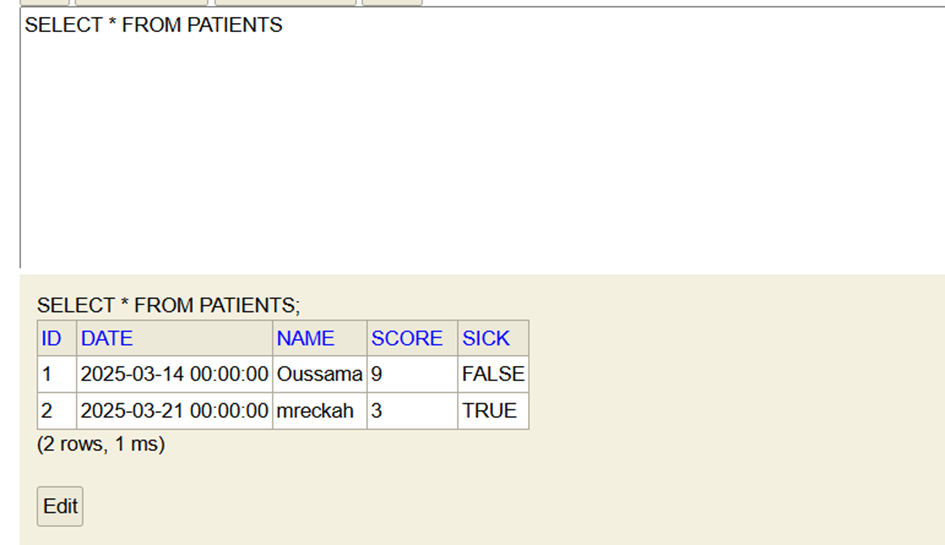 SELECT * FROM PATIENTS
SELECT * FROM PATIENTS;
ID DATE NAME SCORE SICK
1 2025-03-14 00:00:00 Oussama 9 FALSE
2 2025-03-21 00:00:00 mreckah 3 TRUE
(2 rows, 1 ms)
Edit